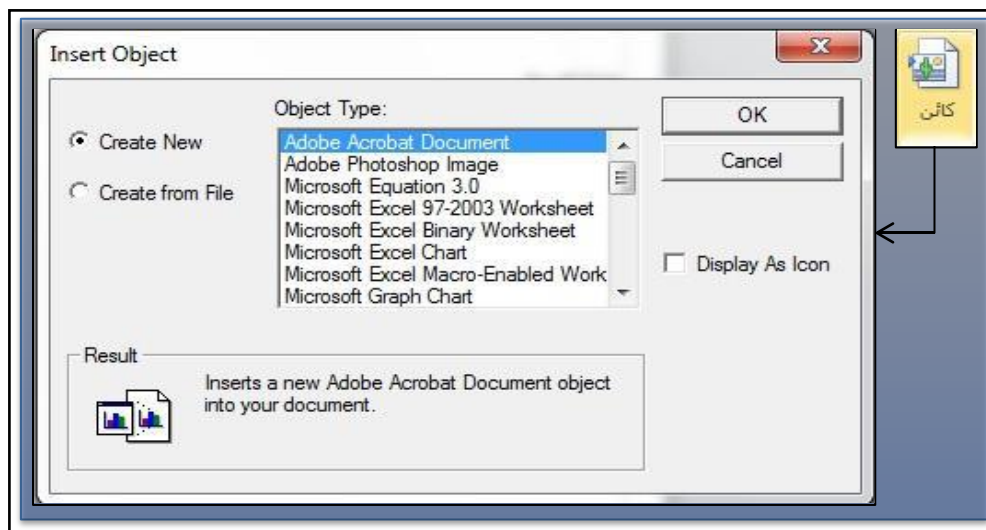 Insert Object
كائن
Object Type:
Create New
Create from File
Adobe Acrobat Document
Adobe Photoshop Image
Microsoft Equation 3.0
Microsoft Excel 97-2003 Worksheet
Microsoft Excel Binary Worksheet
Microsoft Excel Chart
Microsoft Excel Macro-Enabled Work
Microsoft Graph Chart
OK
Cancel
Display As Icon
Result
Inserts a new Adobe Acrobat Document object
into your document.